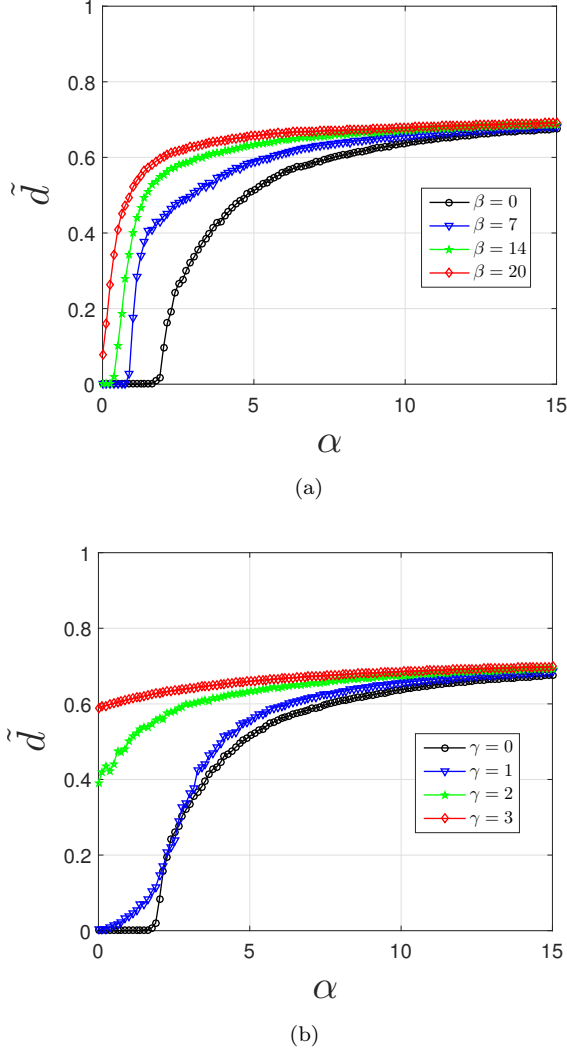 1
0.8
0.6
0.4
0.2
0
d̃
0 5 10 15
α
β = 0
β = 7
β = 14
β = 20
(a)
1
0.8
0.6
0.4
0.2
0
d̃
0 5 10 15
α
γ = 0
γ = 1
γ = 2
γ = 3
(b)